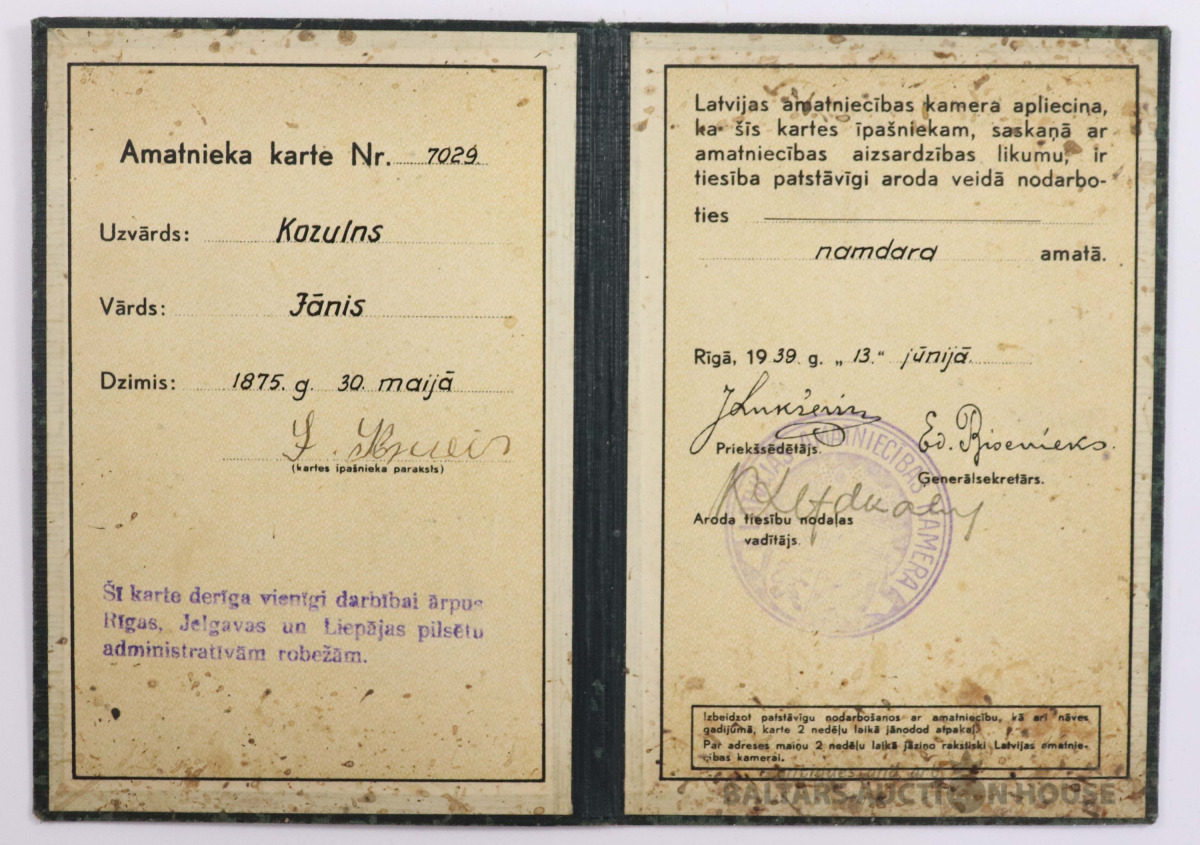 Amatnieka karte Nr. 7029.
Uzvārds: Kozulns
Vārds: Jānis
Dzimis: 1875. g. 30. maijā
(kartes īpašnieka paraksts)
Šī karte derīga vienīgi darbībai ārpus
Rīgas, Jelgavas un Liepājas pilsētu
administratīvām robežām.
Latvijas amatniecības kamera apliecina,
ka šīs kartes īpašniekam, saskaņā ar
amatniecības aizsardzības likumu, ir
tiesība patstāvīgi aroda veidā nodarbo-
ties
namdara amatā.
Rīgā, 1939. g. „13.“ jūnijā.
Priekšsēdētājs.
Ed.
Ģenerālsekretārs.
Aroda tiesību nodaļas
vadītājs.
LATVIJAS AMATNIECĪBAS KAMERA
Izbeidzot patstāvīgu nodarbošanos ar amatniecību, kā arī nāves
gadījumā, karte 2 nedēļu laikā jānodod atpakaļ.
Par adreses maiņu 2 nedēļu laikā jāziņo rakstiski Latvijas amatnie-
cības kamerai.
BALTARS AUCTION HOUSE